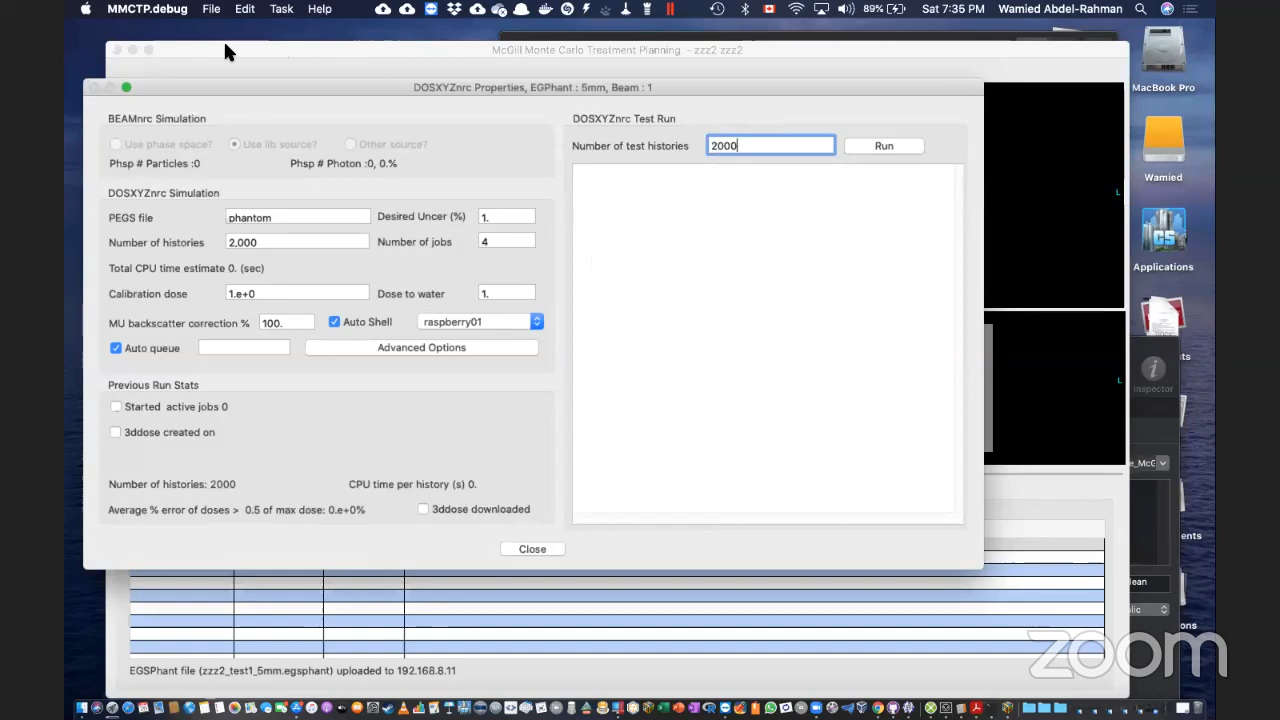 MMCTP.debug File Edit Task Help 89% Sat 7:35 PM Wamied Abdel-Rahman
McGill Monte Carlo Treatment Planning - zzz2 zzz2
DOSXYZnrc Properties, EGPhant : 5mm, Beam : 1
MacBook Pro
BEAMnrc Simulation
Use phase space? Use lib source? Other source?
Phsp # Particles :0 Phsp # Photon :0, 0.%
DOSXYZnrc Test Run
Number of test histories 2000 Run
Wamied
L
DOSXYZnrc Simulation
PEGS file phantom Desired Uncer (%) 1.
Number of histories 2,000 Number of jobs 4
Total CPU time estimate 0. (sec)
Calibration dose 1.e+0 Dose to water 1.
MU backscatter correction % 100. Auto Shell raspberry01
Auto queue Advanced Options
CS
Applications
Previous Run Stats
Started active jobs 0
3ddose created on
Number of histories: 2000 CPU time per history (s) 0.
Average % error of doses > 0.5 of max dose: 0.e+0% 3ddose downloaded
Close
L
nts
Inspector
e_McG
ents
lean
lic
ons
EGSPhant file (zzz2_test1_5mm.egsphant) uploaded to 192.168.8.11
zoom